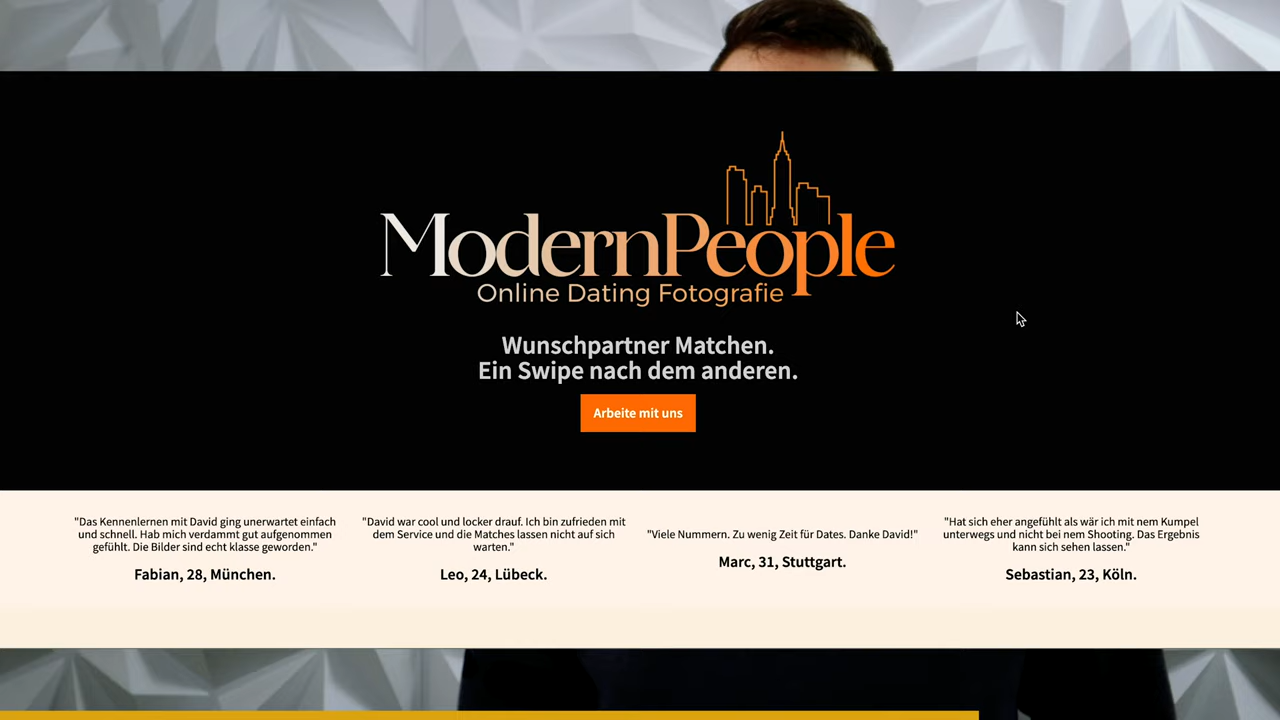 ModernPeople
Online Dating Fotografie
Wunschpartner Matchen.
Ein Swipe nach dem anderen.
Arbeite mit uns
"Das Kennenlernen mit David ging unerwartet einfach
und schnell. Hab mich verdammt gut aufgenommen
gefühlt. Die Bilder sind echt klasse geworden."
Fabian, 28, München.
"David war cool und locker drauf. Ich bin zufrieden mit
dem Service und die Matches lassen nicht auf sich
warten."
Leo, 24, Lübeck.
"Viele Nummern. Zu wenig Zeit für Dates. Danke David!"
Marc, 31, Stuttgart.
"Hat sich eher angefühlt als wär ich mit nem Kumpel
unterwegs und nicht bei nem Shooting. Das Ergebnis
kann sich sehen lassen."
Sebastian, 23, Köln.